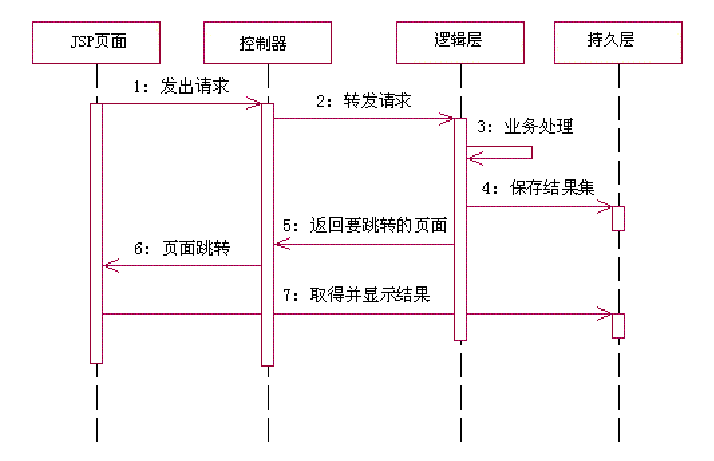 JSP页面
控制器
逻辑层
持久层
1: 发出请求
2: 转发请求
3: 业务处理
4: 保存结果集
5: 返回要跳转的页面
6: 页面跳转
7: 取得并显示结果